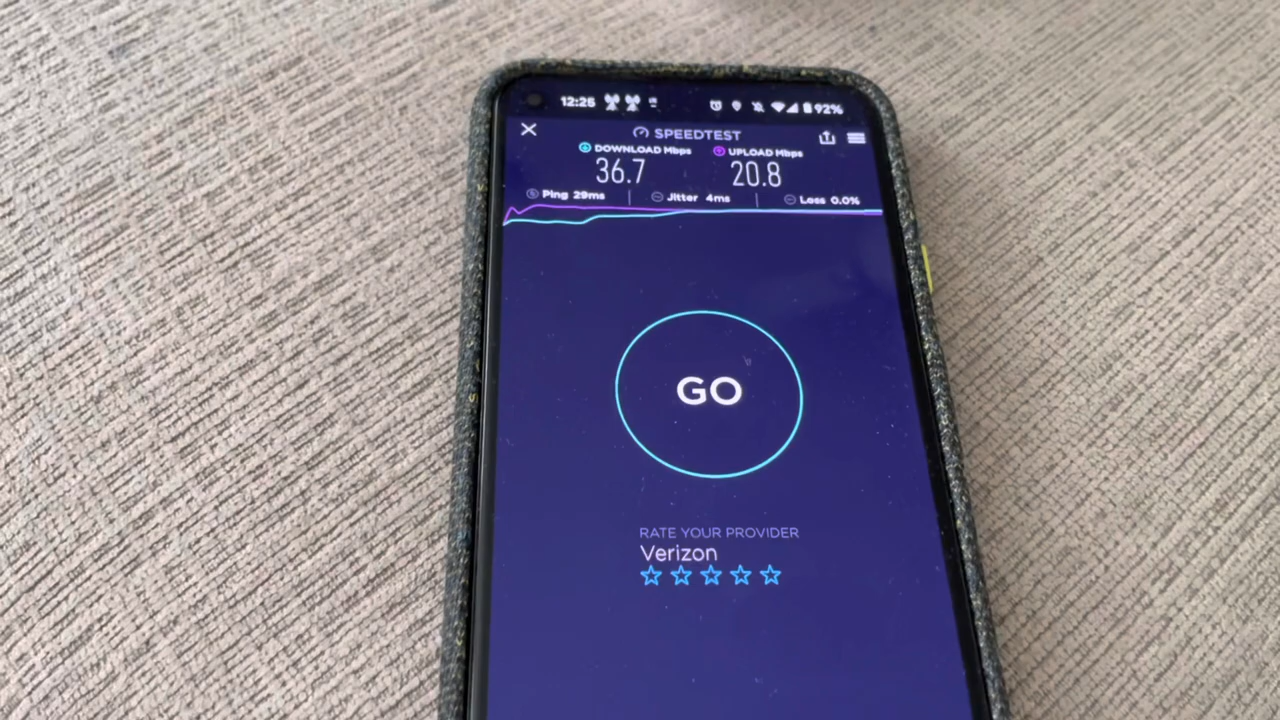 12:25 92%
SPEEDTEST
DOWNLOAD Mbps UPLOAD Mbps
36.7 20.8
Ping 29ms Jitter 4ms Loss 0.0%
GO
RATE YOUR PROVIDER
Verizon